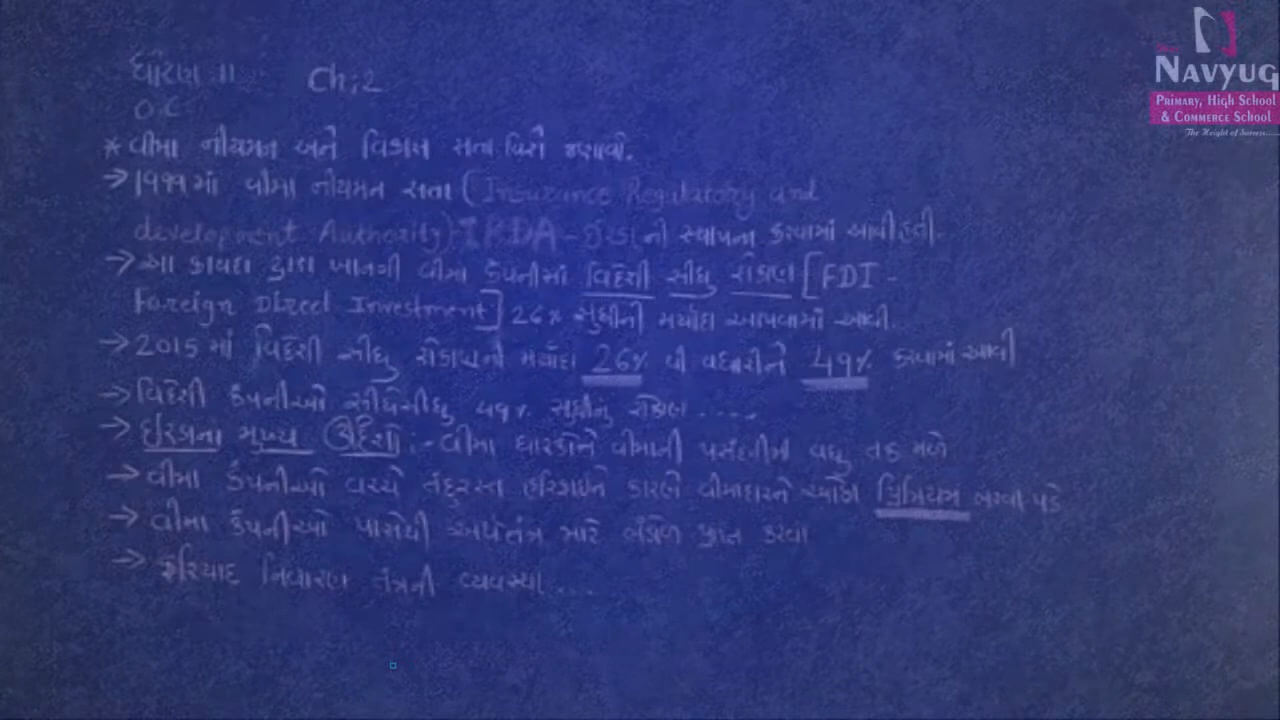 ધોરણ 11 Ch:2
O.C
* વીમા નીયમન અને વિકાસ સતા વિશે જણાવો.
→ 1999માં વીમા નીયમન સતા (Insurance Regulatory and
development Authority)-IRDA - ઈરડાની સ્થાપના કરવામાં આવી હતી.
→ આ કાયદા દ્વારા ખાનગી વીમા કંપનીમાં વિદેશી સીધુ રોકાણ [FDI -
Foreign Direct Investment] 26% સુધીની મર્યાદા આપવામાં આવી.
→ 2015 માં વિદેશી સીધુ રોકાણની મર્યાદા 26% થી વધારીને 49% કરવામાં આવી
→ વિદેશી કંપનીઓ સીધેસીધુ 49% સુધીનું રોકાણ .....
→ ઈરડાના મુખ્ય ઉદેશો :- વીમા ધારકોને વીમાની પસંદગીમાં વધુ તક મળે
→ વીમા કંપનીઓ વચ્ચે તંદુરસ્ત હરિફાઈને કારણે વીમાદારને ઓછા પ્રિમિયમ ભરવા પડે
→ વીમા કંપનીઓ પાસેથી અર્થતંત્ર માટે ભંડોળ પ્રાપ્ત કરવા
→ ફરિયાદ નિવારણ તંત્રની વ્યવસ્થા ....
NAVYUG
PRIMARY, HIGH SCHOOL
& COMMERCE SCHOOL
The Height of Success......